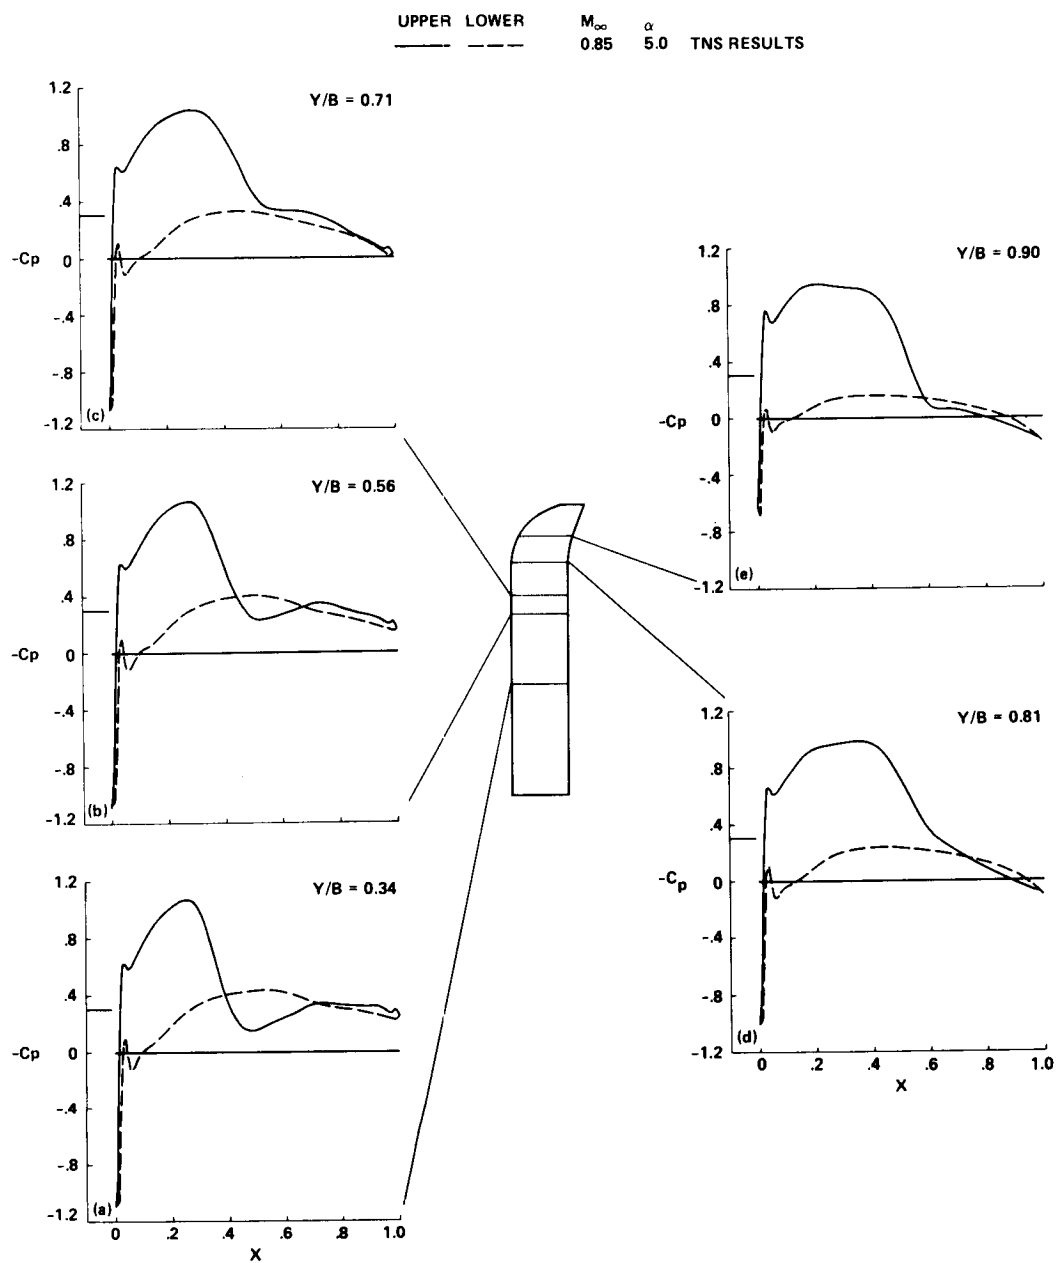 UPPER LOWER M∞ α
0.85 5.0 TNS RESULTS
Y/B = 0.71
1.2
.8
.4
-Cp 0
-.4
-.8
-1.2
(c)
Y/B = 0.56
1.2
.8
.4
-Cp 0
-.4
-.8
-1.2
(b)
Y/B = 0.34
1.2
.8
.4
-Cp 0
-.4
-.8
-1.2
(a)
0 .2 .4 .6 .8 1.0
X
Y/B = 0.90
1.2
.8
.4
-Cp 0
-.4
-.8
-1.2
(e)
Y/B = 0.81
1.2
.8
.4
-Cp 0
-.4
-.8
-1.2
(d)
0 .2 .4 .6 .8 1.0
X